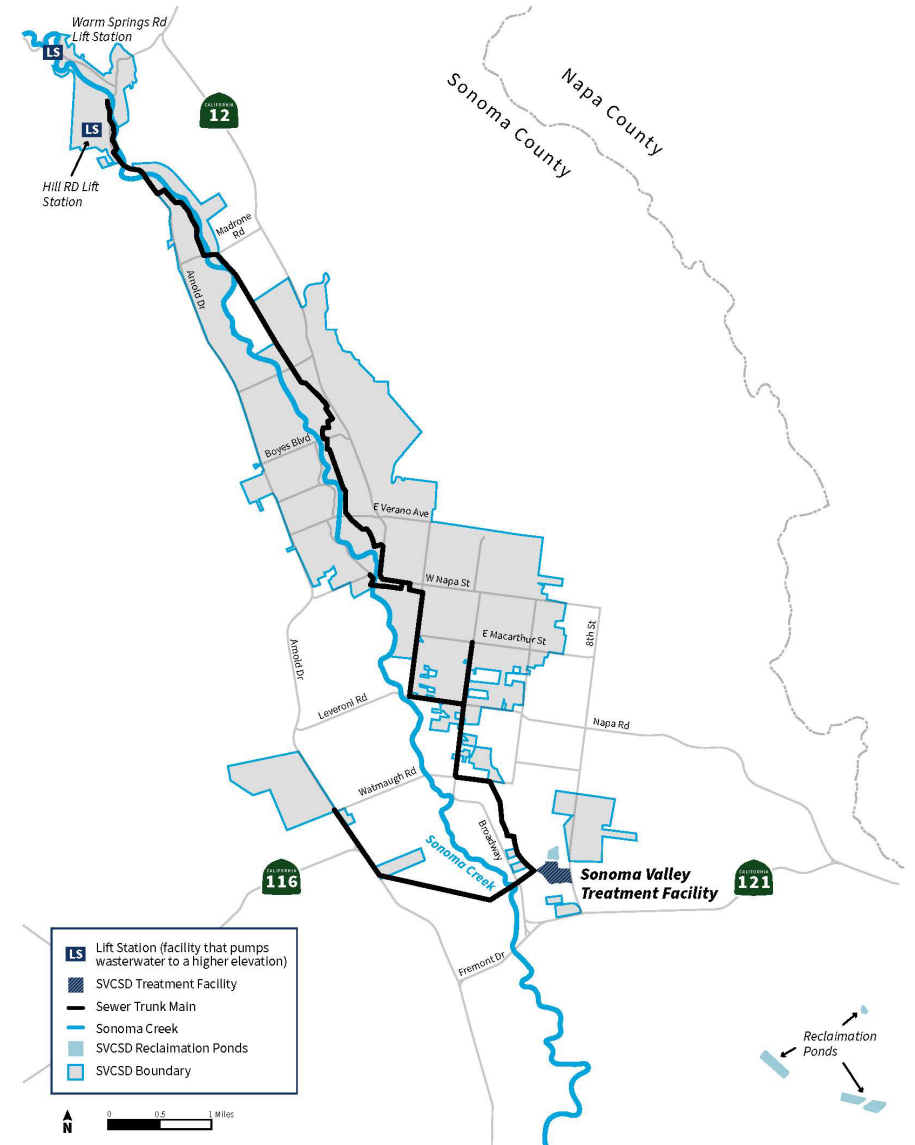 Warm Springs Rd
Lift Station
LS
CALIFORNIA
12
Napa County
Sonoma County
LS
Hill RD Lift
Station
Madrone
Rd
Arnold Dr
Boyes Blvd
E Verano Ave
W Napa St
E Macarthur St
8th St
Arnold Dr
Leveroni Rd
Napa Rd
Watmaugh Rd
Broadway
Sonoma Creek
CALIFORNIA
116
Sonoma Valley
Treatment Facility
CALIFORNIA
121
Fremont Dr
LS
Lift Station (facility that pumps
wasterwater to a higher elevation)
SVCSD Treatment Facility
Sewer Trunk Main
Sonoma Creek
SVCSD Reclamation Ponds
SVCSD Boundary
Reclamation
Ponds
N
0 0.5 1 Miles